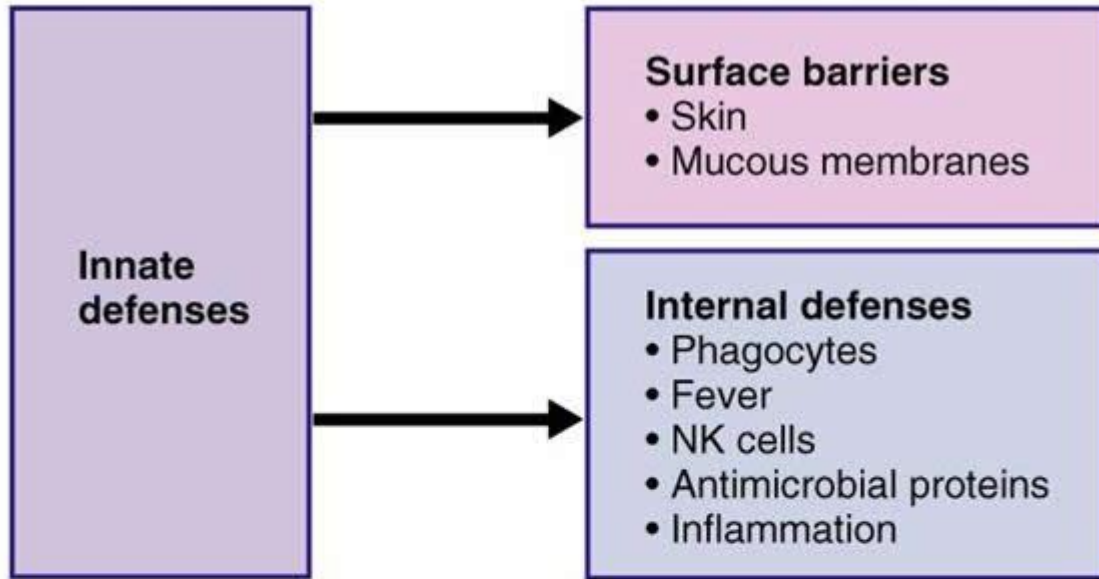 Innate
defenses
Surface barriers
• Skin
• Mucous membranes
Internal defenses
• Phagocytes
• Fever
• NK cells
• Antimicrobial proteins
• Inflammation